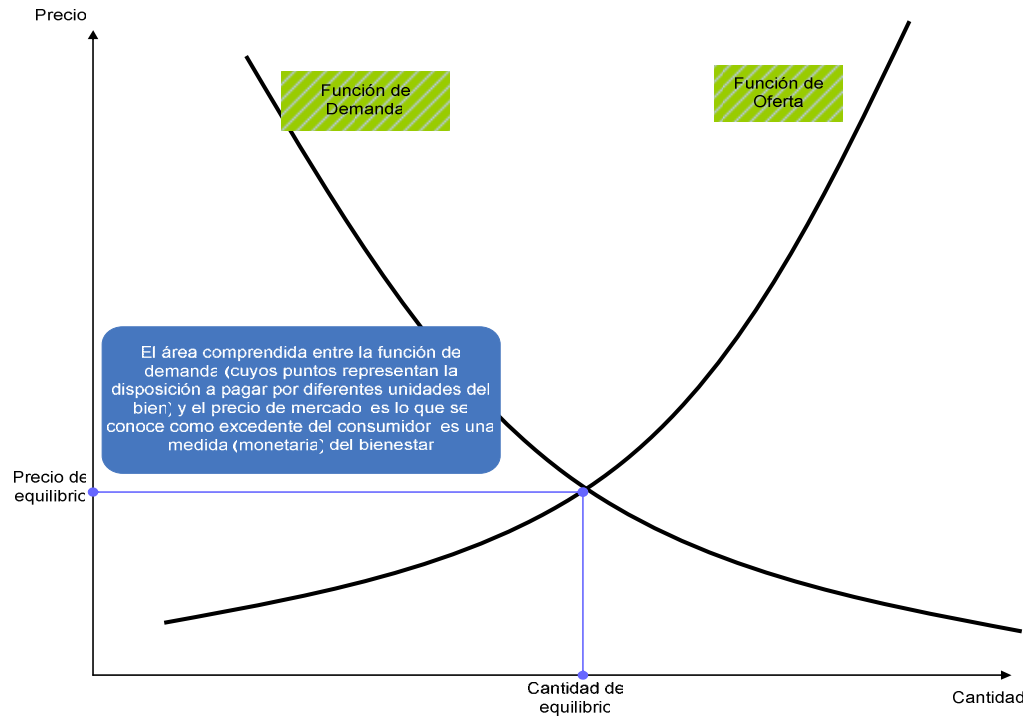 Precio
Función de
Demanda
Función de
Oferta
El área comprendida entre la función de
demanda (cuyos puntos representan la
disposición a pagar por diferentes unidades del
bien) y el precio de mercado es lo que se
conoce como excedente del consumidor es una
medida (monetaria) del bienestar
Precio de
equilibrio
Cantidad de
equilibrio
Cantidad